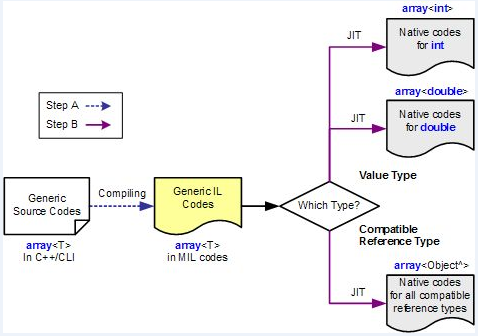 array<int>
JIT
Native codes
for int
array<double>
Step A
Step B
JIT
Native codes
for double
Value Type
Generic
Source Codes
Compiling
Generic IL
Codes
Which Type?
array<T>
In C++/CLI
array<T>
in MIL codes
Compatible
Reference Type
array<Object^>
JIT
Native codes
for all compatible
reference types